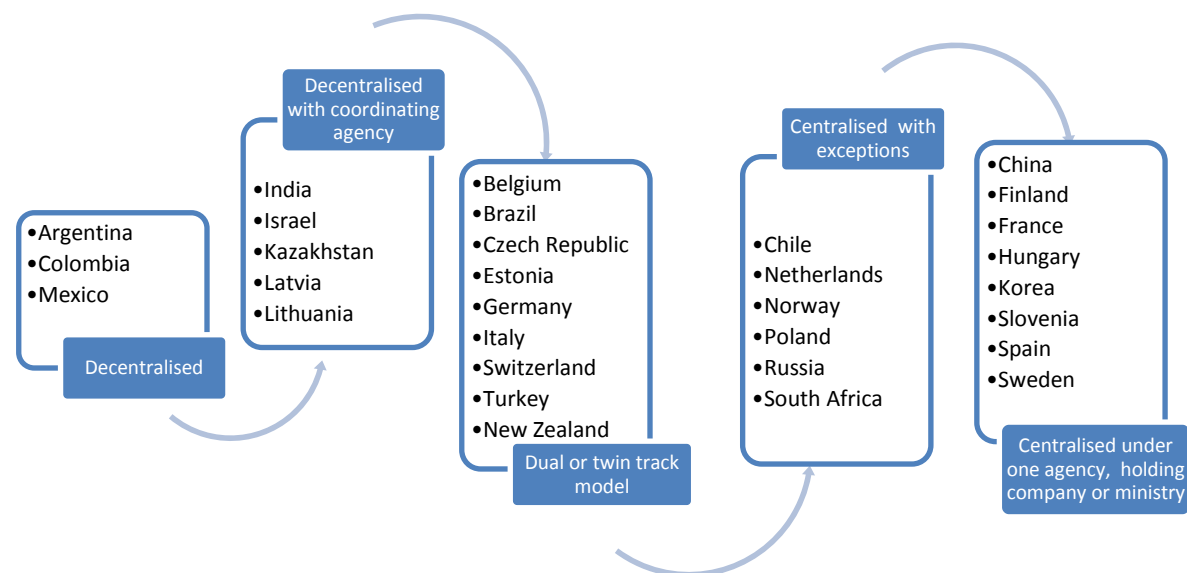 •Argentina
•Colombia
•Mexico
Decentralised
Decentralised
with coordinating
agency
•India
•Israel
•Kazakhstan
•Latvia
•Lithuania
•Belgium
•Brazil
•Czech Republic
•Estonia
•Germany
•Italy
•Switzerland
•Turkey
•New Zealand
Dual or twin track
model
Centralised with
exceptions
•Chile
•Netherlands
•Norway
•Poland
•Russia
•South Africa
•China
•Finland
•France
•Hungary
•Korea
•Slovenia
•Spain
•Sweden
Centralised under
one agency, holding
company or ministry